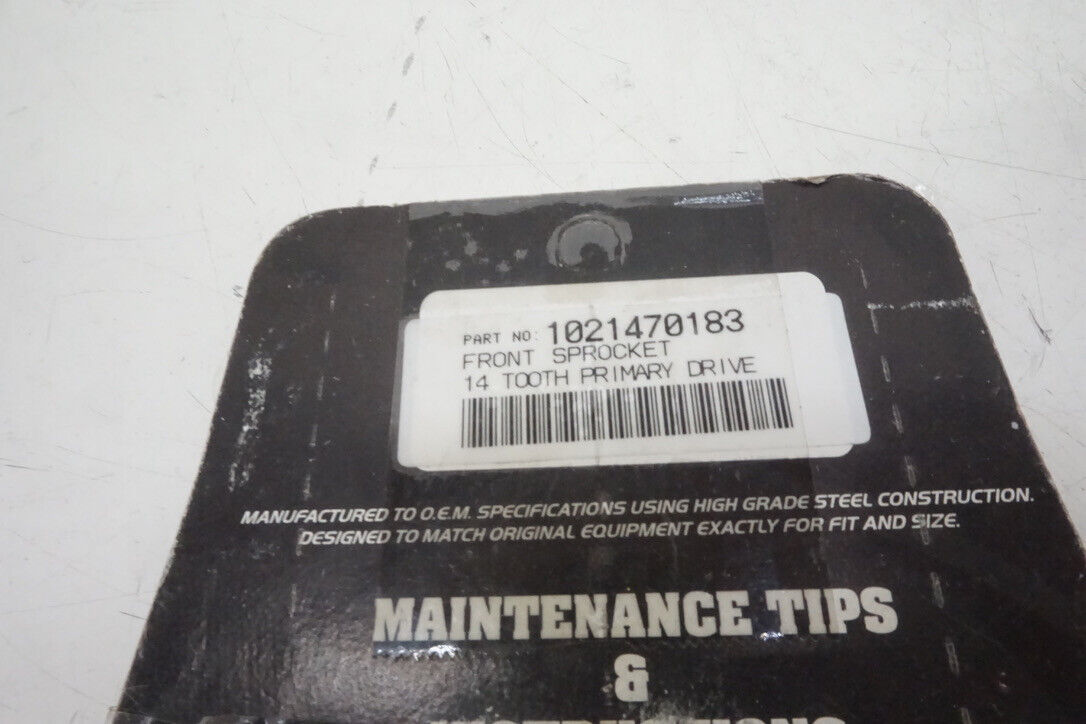 PART NO: 1021470183
FRONT SPROCKET
14 TOOTH PRIMARY DRIVE
MANUFACTURED TO O.E.M. SPECIFICATIONS USING HIGH GRADE STEEL CONSTRUCTION.
DESIGNED TO MATCH ORIGINAL EQUIPMENT EXACTLY FOR FIT AND SIZE.
MAINTENANCE TIPS
&
INSTRUCTIONS